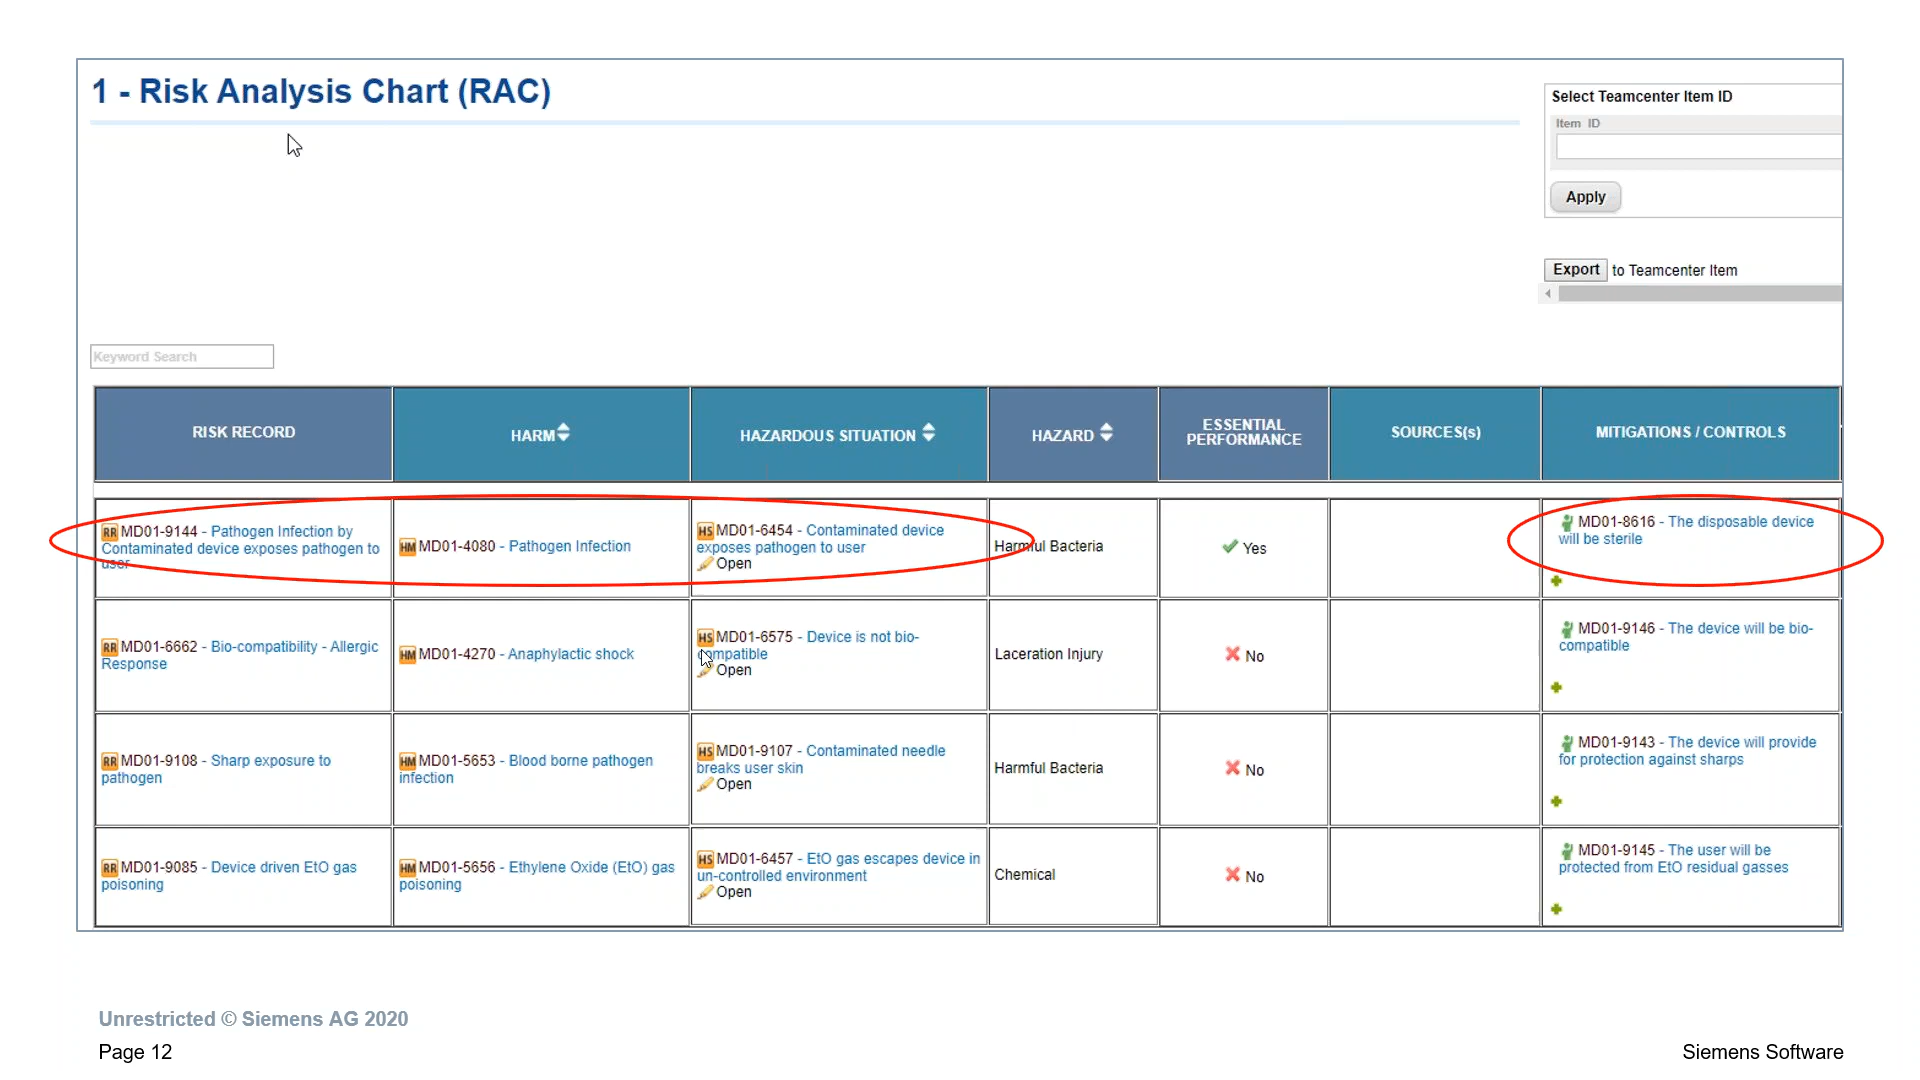 1 - Risk Analysis Chart (RAC)
Select Teamcenter Item ID
Item ID
Apply
Export to Teamcenter Item
Keyword Search
RISK RECORD
HARM
HAZARDOUS SITUATION
HAZARD
ESSENTIAL
PERFORMANCE
SOURCES(s)
MITIGATIONS / CONTROLS
RR MD01-9144 - Pathogen Infection by
Contaminated device exposes pathogen to
user
HM MD01-4080 - Pathogen Infection
HS MD01-6454 - Contaminated device
exposes pathogen to user
Open
Harmful Bacteria
Yes
MD01-8616 - The disposable device
will be sterile
RR MD01-6662 - Bio-compatibility - Allergic
Response
HM MD01-4270 - Anaphylactic shock
HS MD01-6575 - Device is not bio-
compatible
Open
Laceration Injury
No
MD01-9146 - The device will be bio-
compatible
RR MD01-9108 - Sharp exposure to
pathogen
HM MD01-5653 - Blood borne pathogen
infection
HS MD01-9107 - Contaminated needle
breaks user skin
Open
Harmful Bacteria
No
MD01-9143 - The device will provide
for protection against sharps
RR MD01-9085 - Device driven EtO gas
poisoning
HM MD01-5656 - Ethylene Oxide (EtO) gas
poisoning
HS MD01-6457 - EtO gas escapes device in
un-controlled environment
Open
Chemical
No
MD01-9145 - The user will be
protected from EtO residual gasses
Unrestricted © Siemens AG 2020
Page 12
Siemens Software